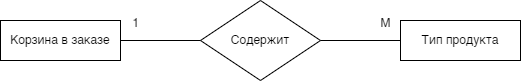 1
M
Корзина в заказе
Содержит
Тип продукта